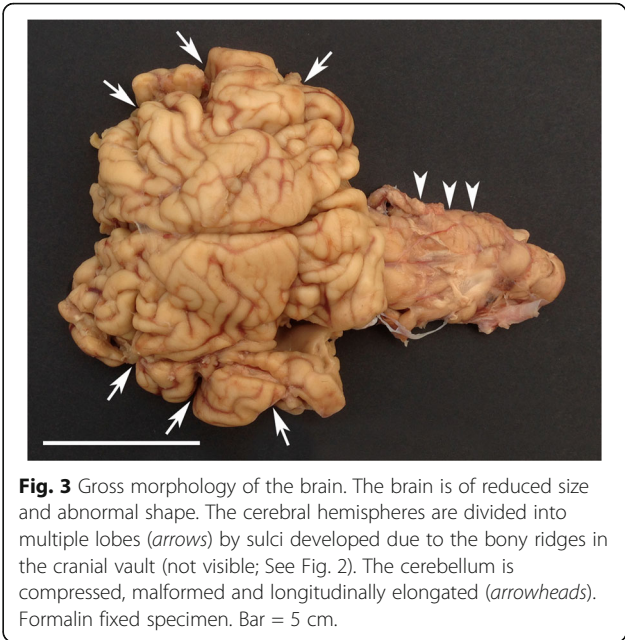 Fig. 3 Gross morphology of the brain. The brain is of reduced size
and abnormal shape. The cerebral hemispheres are divided into
multiple lobes (arrows) by sulci developed due to the bony ridges in
the cranial vault (not visible; See Fig. 2). The cerebellum is
compressed, malformed and longitudinally elongated (arrowheads).
Formalin fixed specimen. Bar = 5 cm.